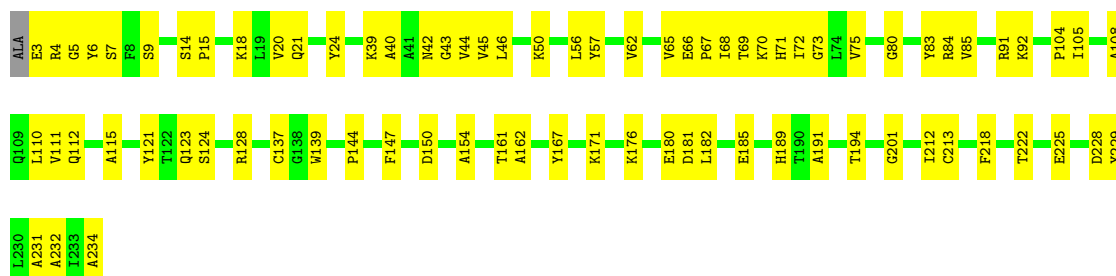 ALA E3 R4 G5 Y6 S7 F8 S9 S14 P15 K18 L19 V20 Q21 Y24 K39 A40 A41 N42 G43 V44 V45 L46 K50 L56 Y57 V62 V65 E66 P67 I68 T69 K70 H71 I72 G73 L74 V75 G80 Y83 R84 V85 R91 K92 P104 I105 A108
Q109 L110 V111 Q112 A115 Y121 T122 Q123 S124 R128 C137 G138 W139 P144 F147 D150 A154 T161 A162 Y167 K171 K176 E180 D181 L182 E185 H189 T190 A191 T194 G201 I212 C213 F218 T222 E225 D228 Y229
L230 A231 A232 I233 A234